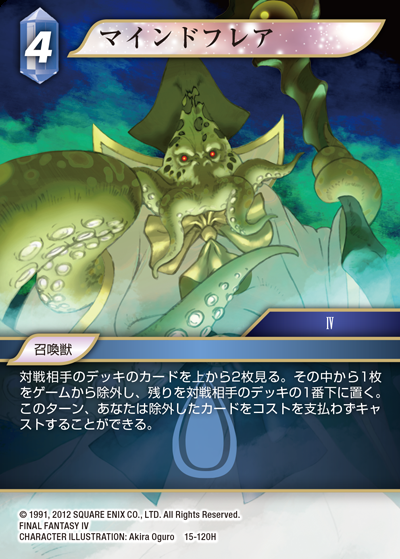 4
マインドフレア
IV
召喚獣
対戦相手のデッキのカードを上から2枚見る。その中から1枚
をゲームから除外し、残りを対戦相手のデッキの1番下に置く。
このターン、あなたは除外したカードをコストを支払わずキャ
ストすることができる。
© 1991, 2012 SQUARE ENIX CO., LTD. All Rights Reserved.
FINAL FANTASY IV
CHARACTER ILLUSTRATION: Akira Oguro 15-120H